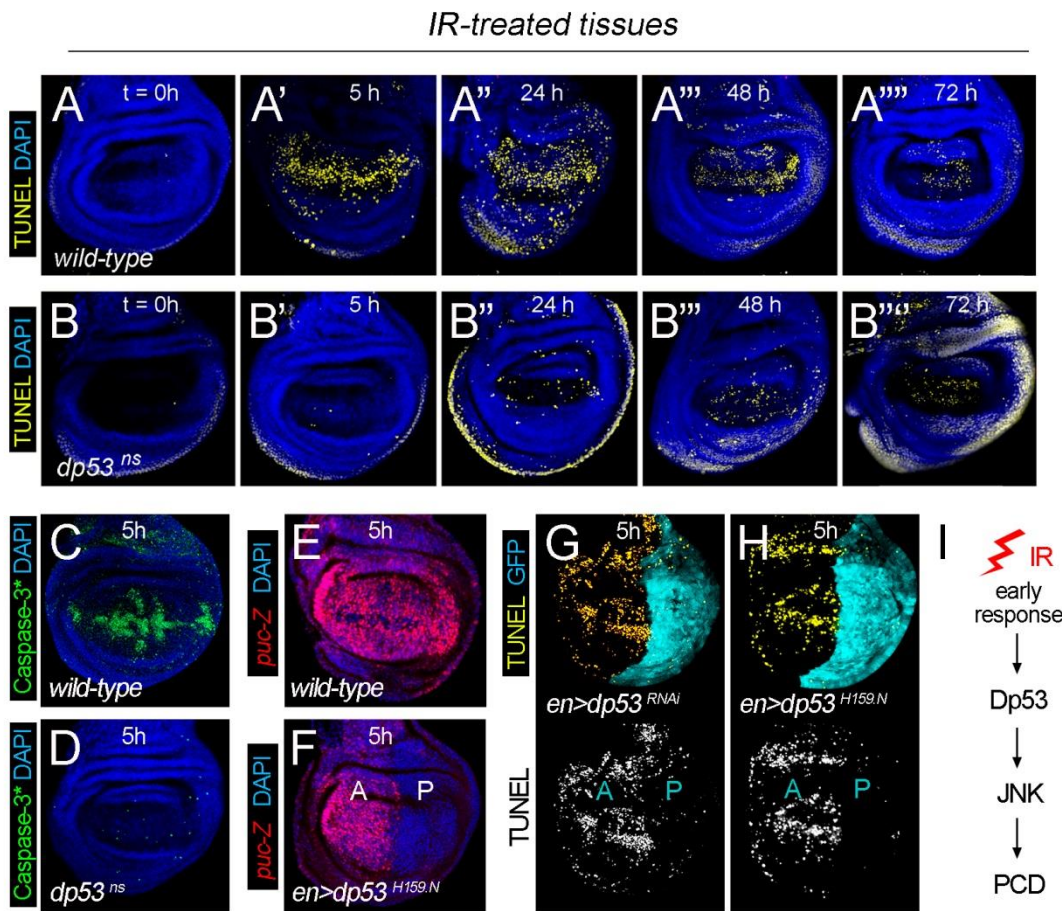 IR-treated tissues
TUNEL DAPI
A
t = 0h
wild-type
A'
5 h
A''
24 h
A'''
48 h
A''''
72 h
TUNEL DAPI
B
t = 0h
dp53 ns
B'
5 h
B''
24 h
B'''
48 h
B''''
72 h
Caspase-3* DAPI
C
5h
wild-type
puc-Z DAPI
E
5h
wild-type
TUNEL GFP
G
5h
en>dp53 RNAi
H
5h
en>dp53 H159.N
I
IR
early
response
Dp53
JNK
PCD
Caspase-3* DAPI
D
5h
dp53 ns
puc-Z DAPI
F
5h
A P
en>dp53 H159.N
TUNEL
A P
A P